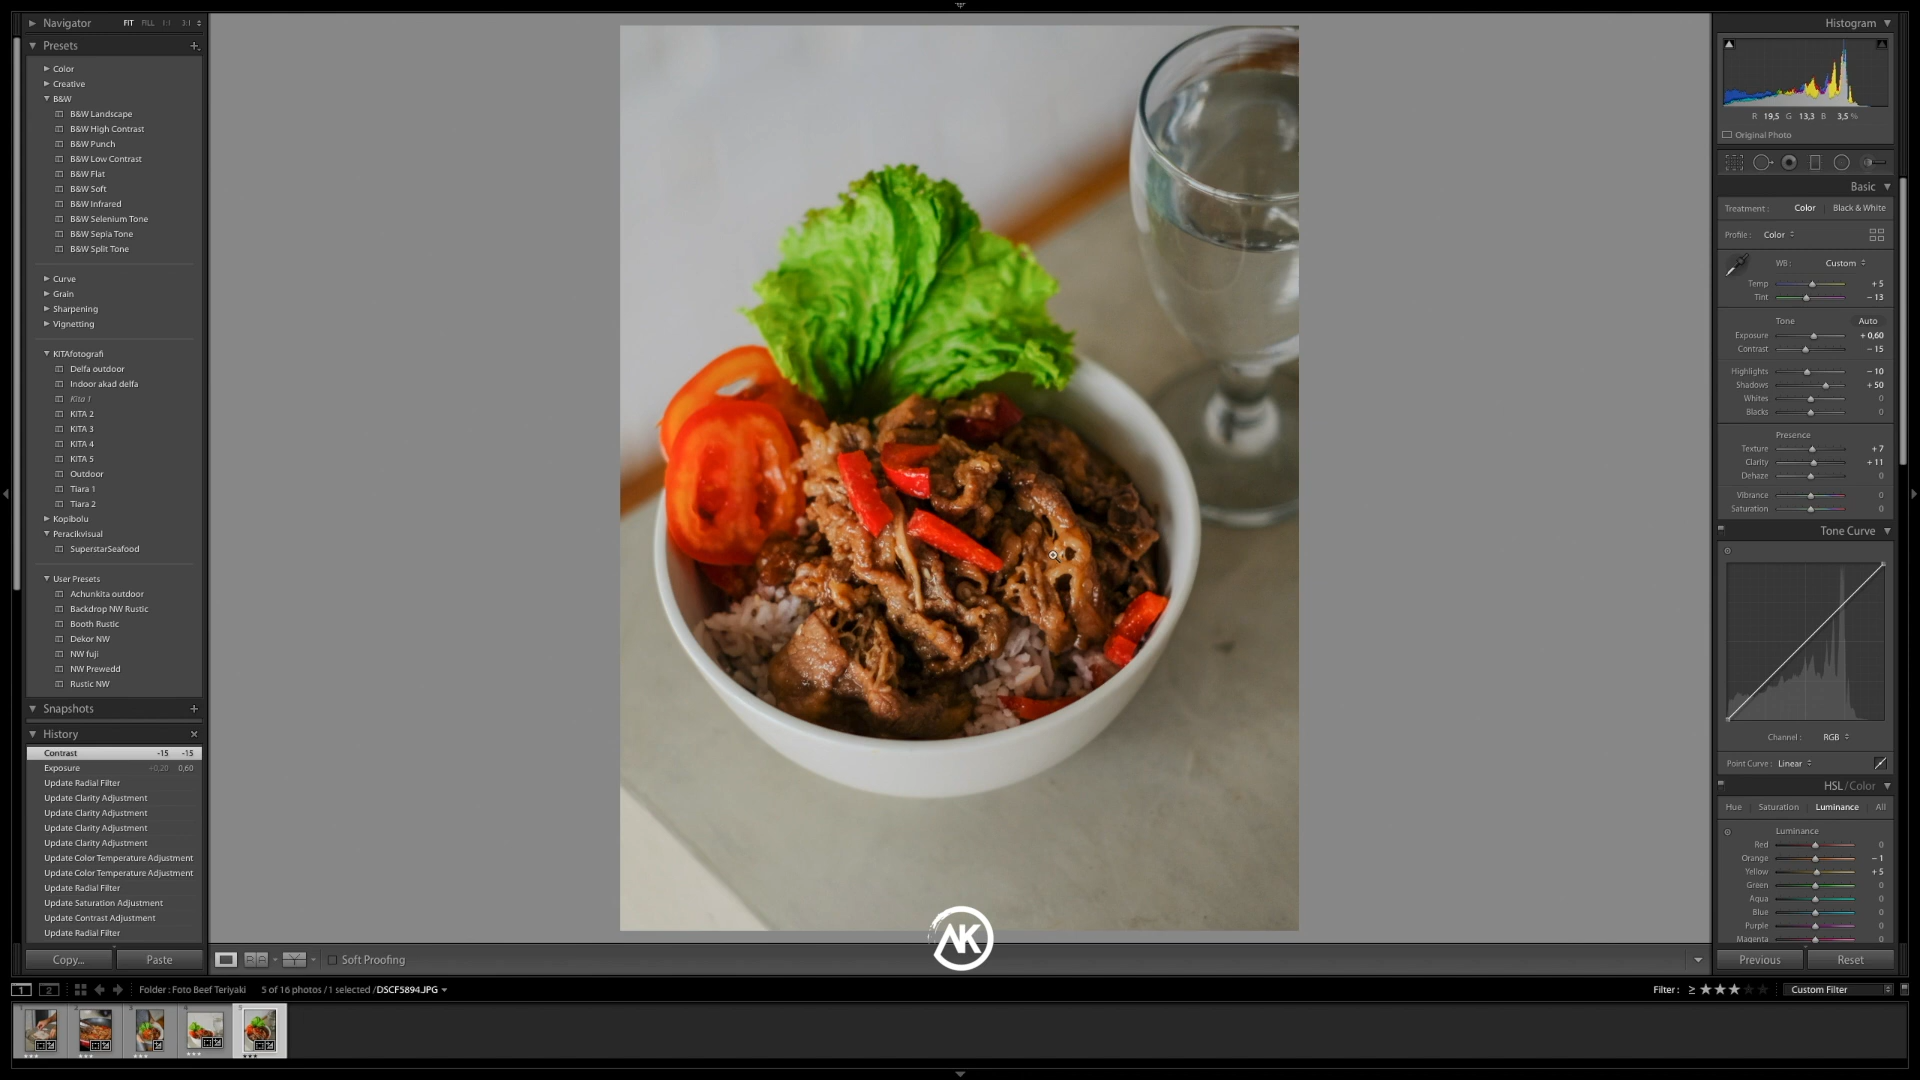 Navigator FIT FILL 1:1 3:1
Presets
Color
Creative
B&W
B&W Landscape
B&W High Contrast
B&W Punch
B&W Low Contrast
B&W Flat
B&W Soft
B&W Infrared
B&W Selenium Tone
B&W Sepia Tone
B&W Split Tone
Curve
Grain
Sharpening
Vignetting
KITAfotografi
Delfa outdoor
Indoor akad delfa
Kita 1
KITA 2
KITA 3
KITA 4
KITA 5
Outdoor
Tiara 1
Tiara 2
Kopibolu
Peracikvisual
SuperstarSeafood
User Presets
Achunkita outdoor
Backdrop NW Rustic
Booth Rustic
Dekor NW
NW fuji
NW Prewedd
Rustic NW
Snapshots
History
Contrast -15 -15
Exposure +0,20 0,60
Update Radial Filter
Update Clarity Adjustment
Update Clarity Adjustment
Update Clarity Adjustment
Update Clarity Adjustment
Update Color Temperature Adjustment
Update Color Temperature Adjustment
Update Radial Filter
Update Saturation Adjustment
Update Contrast Adjustment
Update Radial Filter
Copy... Paste
Soft Proofing
AK
Histogram
R 19,5 G 13,3 B 3,5 %
Original Photo
Basic
Treatment : Color Black & White
Profile : Color
WB : Custom
Temp + 5
Tint − 13
Tone Auto
Exposure + 0,60
Contrast − 15
Highlights − 10
Shadows + 50
Whites 0
Blacks 0
Presence
Texture + 7
Clarity + 11
Dehaze 0
Vibrance 0
Saturation 0
Tone Curve
Channel : RGB
Point Curve : Linear
HSL / Color
Hue Saturation Luminance All
Luminance
Red 0
Orange − 1
Yellow + 5
Green 0
Aqua 0
Blue 0
Purple 0
Magenta 0
Previous Reset
1 2 Folder : Foto Beef Teriyaki 5 of 16 photos / 1 selected / DSCF5894.JPG Filter : ≥ ★★★ Custom Filter